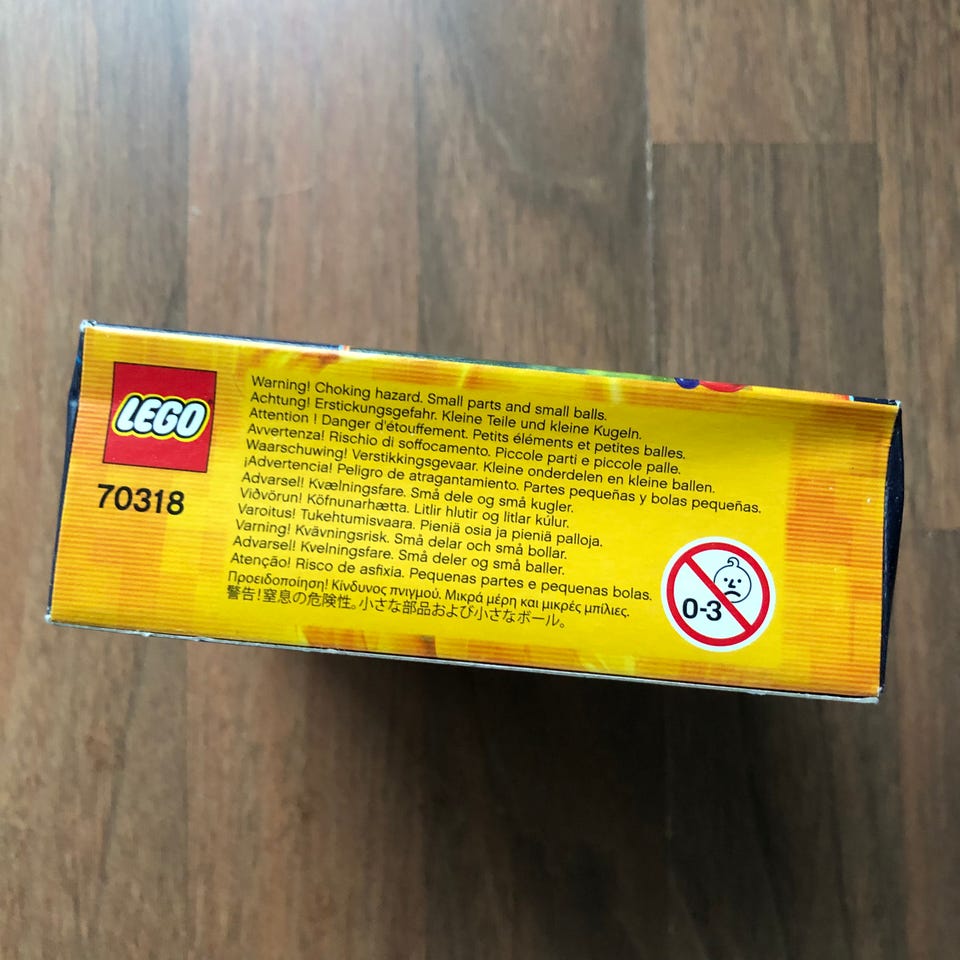 LEGO
70318
Warning! Choking hazard. Small parts and small balls.
Achtung! Erstickungsgefahr. Kleine Teile und kleine Kugeln.
Attention ! Danger d'étouffement. Petits éléments et petites balles.
Avvertenza! Rischio di soffocamento. Piccole parti e piccole palle.
Waarschuwing! Verstikkingsgevaar. Kleine onderdelen en kleine ballen.
¡Advertencia! Peligro de atragantamiento. Partes pequeñas y bolas pequeñas.
Advarsel! Kvælningsfare. Små dele og små kugler.
Viðvörun! Köfnunarhætta. Litlir hlutir og litlar kúlur.
Varoitus! Tukehtumisvaara. Pieniä osia ja pieniä palloja.
Varning! Kvävningsrisk. Små delar och små bollar.
Advarsel! Kvelningsfare. Små deler og små baller.
Atenção! Risco de asfixia. Pequenas partes e pequenas bolas.
Προειδοποίηση! Κίνδυνος πνιγμού. Μικρά μέρη και μικρές μπίλιες.
警告!窒息の危険性。小さな部品および小さなボール。
0-3